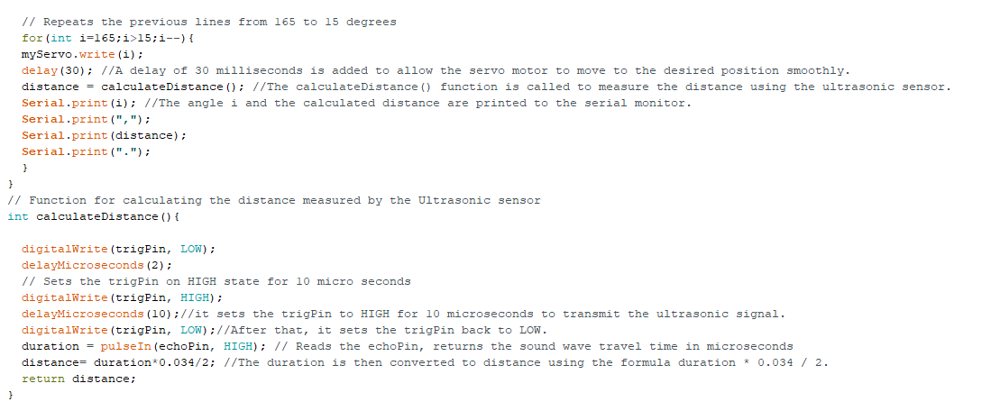 // Repeats the previous lines from 165 to 15 degrees
for(int i=165;i>15;i--){
myServo.write(i);
delay(30); //A delay of 30 milliseconds is added to allow the servo motor to move to the desired position smoothly.
distance = calculateDistance(); //The calculateDistance() function is called to measure the distance using the ultrasonic sensor.
Serial.print(i); //The angle i and the calculated distance are printed to the serial monitor.
Serial.print(",");
Serial.print(distance);
Serial.print(".");
}
}
// Function for calculating the distance measured by the Ultrasonic sensor
int calculateDistance(){
digitalWrite(trigPin, LOW);
delayMicroseconds(2);
// Sets the trigPin on HIGH state for 10 micro seconds
digitalWrite(trigPin, HIGH);
delayMicroseconds(10);//it sets the trigPin to HIGH for 10 microseconds to transmit the ultrasonic signal.
digitalWrite(trigPin, LOW);//After that, it sets the trigPin back to LOW.
duration = pulseIn(echoPin, HIGH); // Reads the echoPin, returns the sound wave travel time in microseconds
distance= duration*0.034/2; //The duration is then converted to distance using the formula duration * 0.034 / 2.
return distance;
}